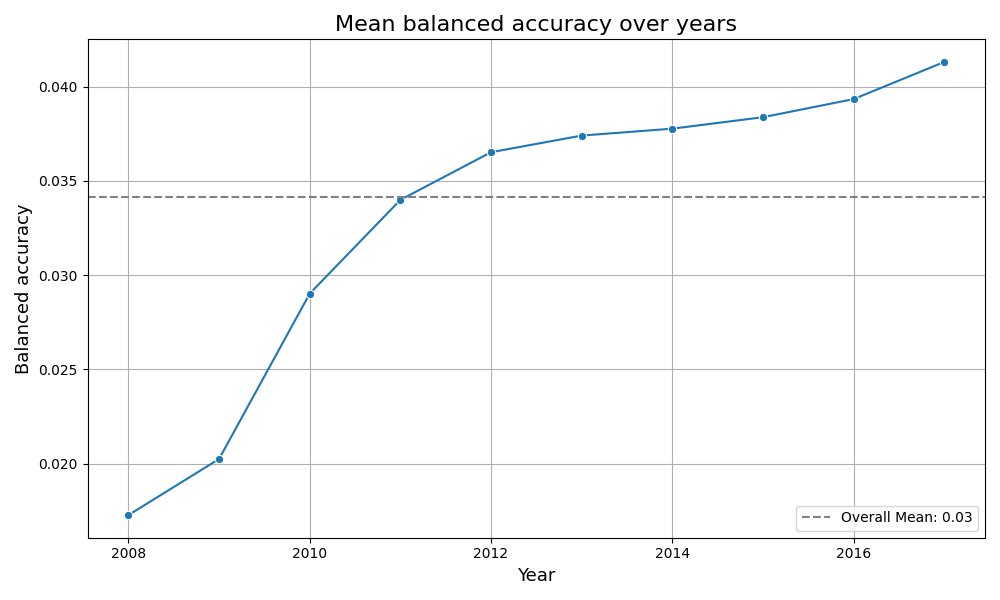 Mean balanced accuracy over years
Balanced accuracy
0.040
0.035
0.030
0.025
0.020
Overall Mean: 0.03
2008 2010 2012 2014 2016
Year